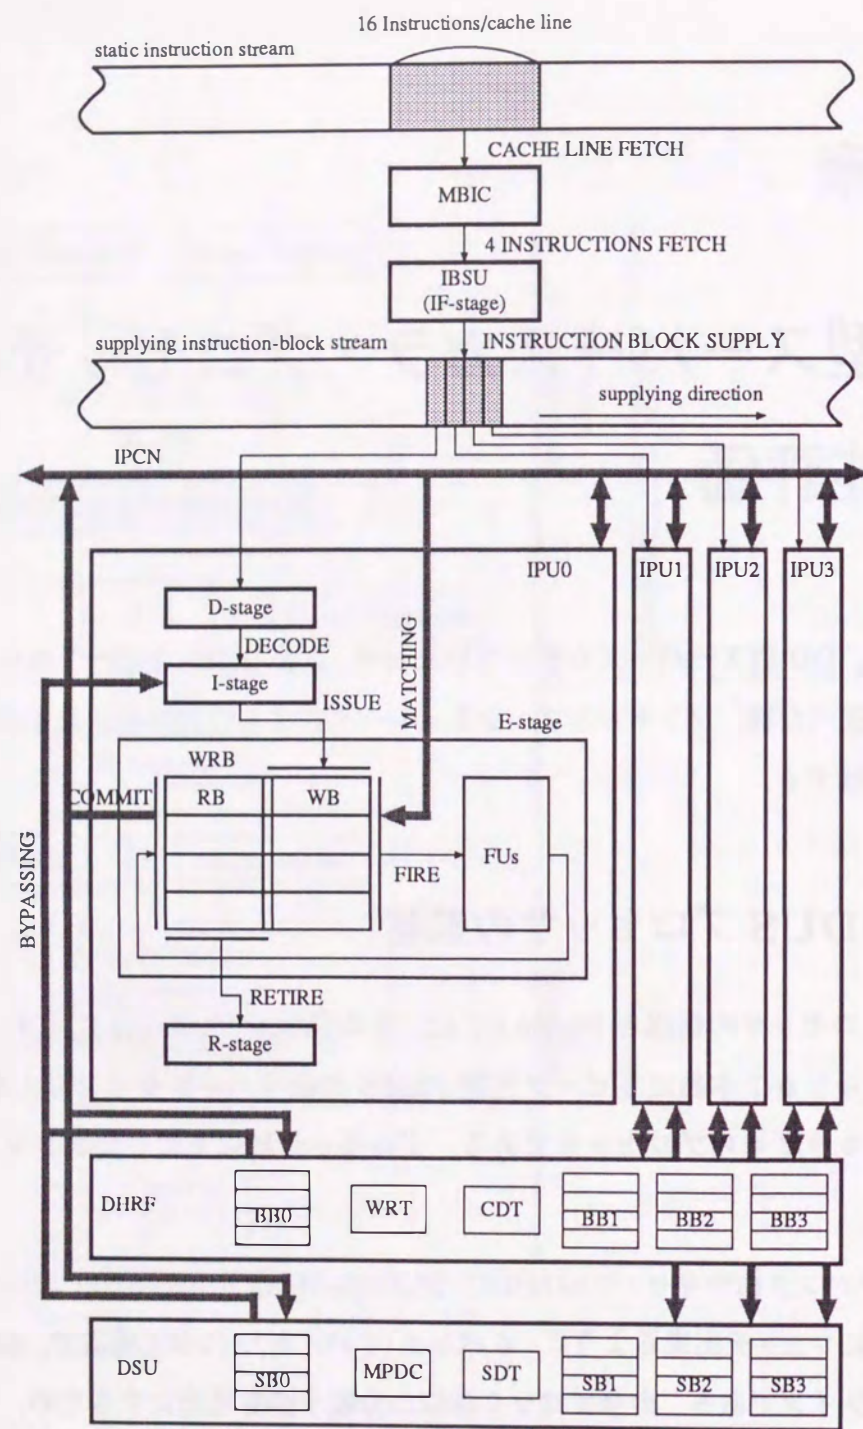 16 Instructions/cache line
static instruction stream
CACHE LINE FETCH
MBIC
4 INSTRUCTIONS FETCH
IBSU
(IF-stage)
supplying instruction-block stream
INSTRUCTION BLOCK SUPPLY
supplying direction
IPCN
IPU0
IPU1
IPU2
IPU3
D-stage
DECODE
I-stage
ISSUE
MATCHING
E-stage
WRB
COMMIT
RB
WB
FUs
FIRE
BYPASSING
RETIRE
R-stage
DHRF
BB0
WRT
CDT
BB1
BB2
BB3
DSU
SB0
MPDC
SDT
SB1
SB2
SB3